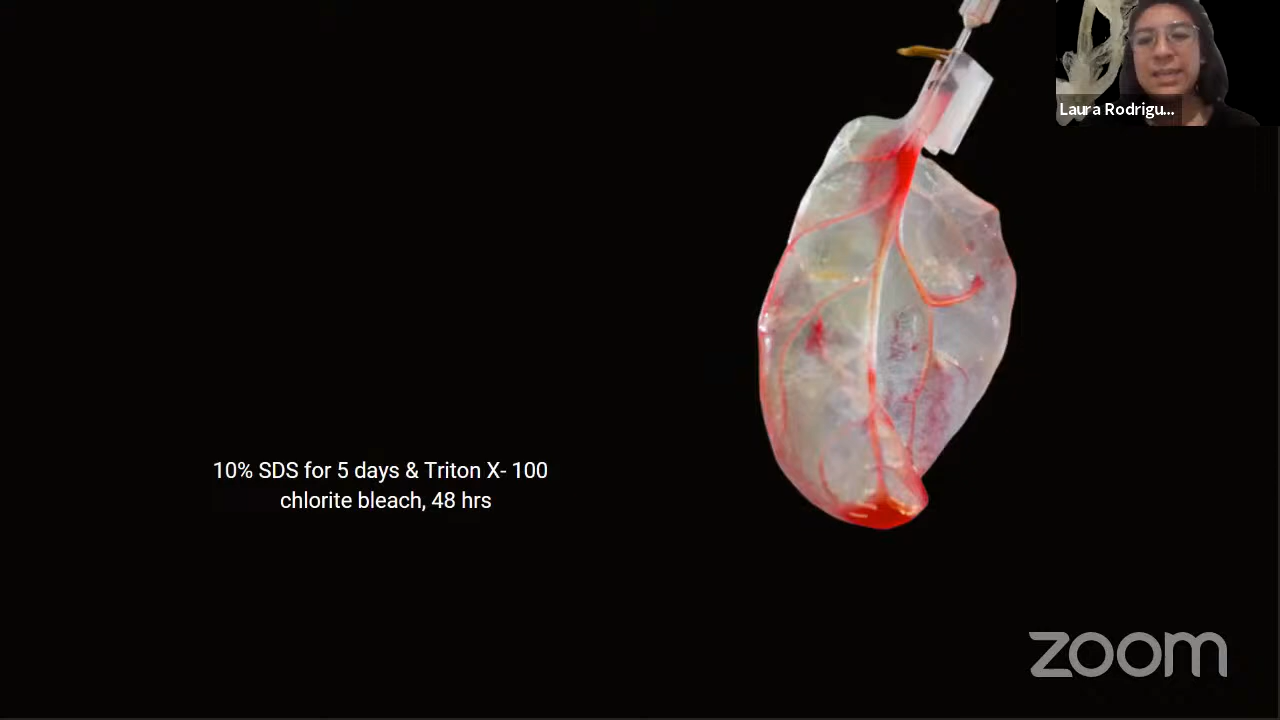 Laura Rodrigu...
10% SDS for 5 days & Triton X- 100
chlorite bleach, 48 hrs
zoom